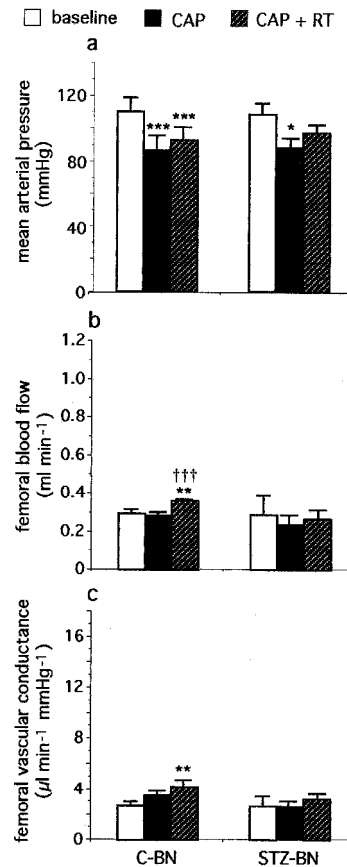 baseline CAP CAP + RT
a
mean arterial pressure
(mmHg)
120
80
40
0
*** ***
*
b
femoral blood flow
(ml min-1)
1.2
1.0
0.8
0.6
0.4
0.2
0
†††
**
c
femoral vascular conductance
(µl min-1 mmHg-1)
16
12
8
4
0
**
C-BN STZ-BN